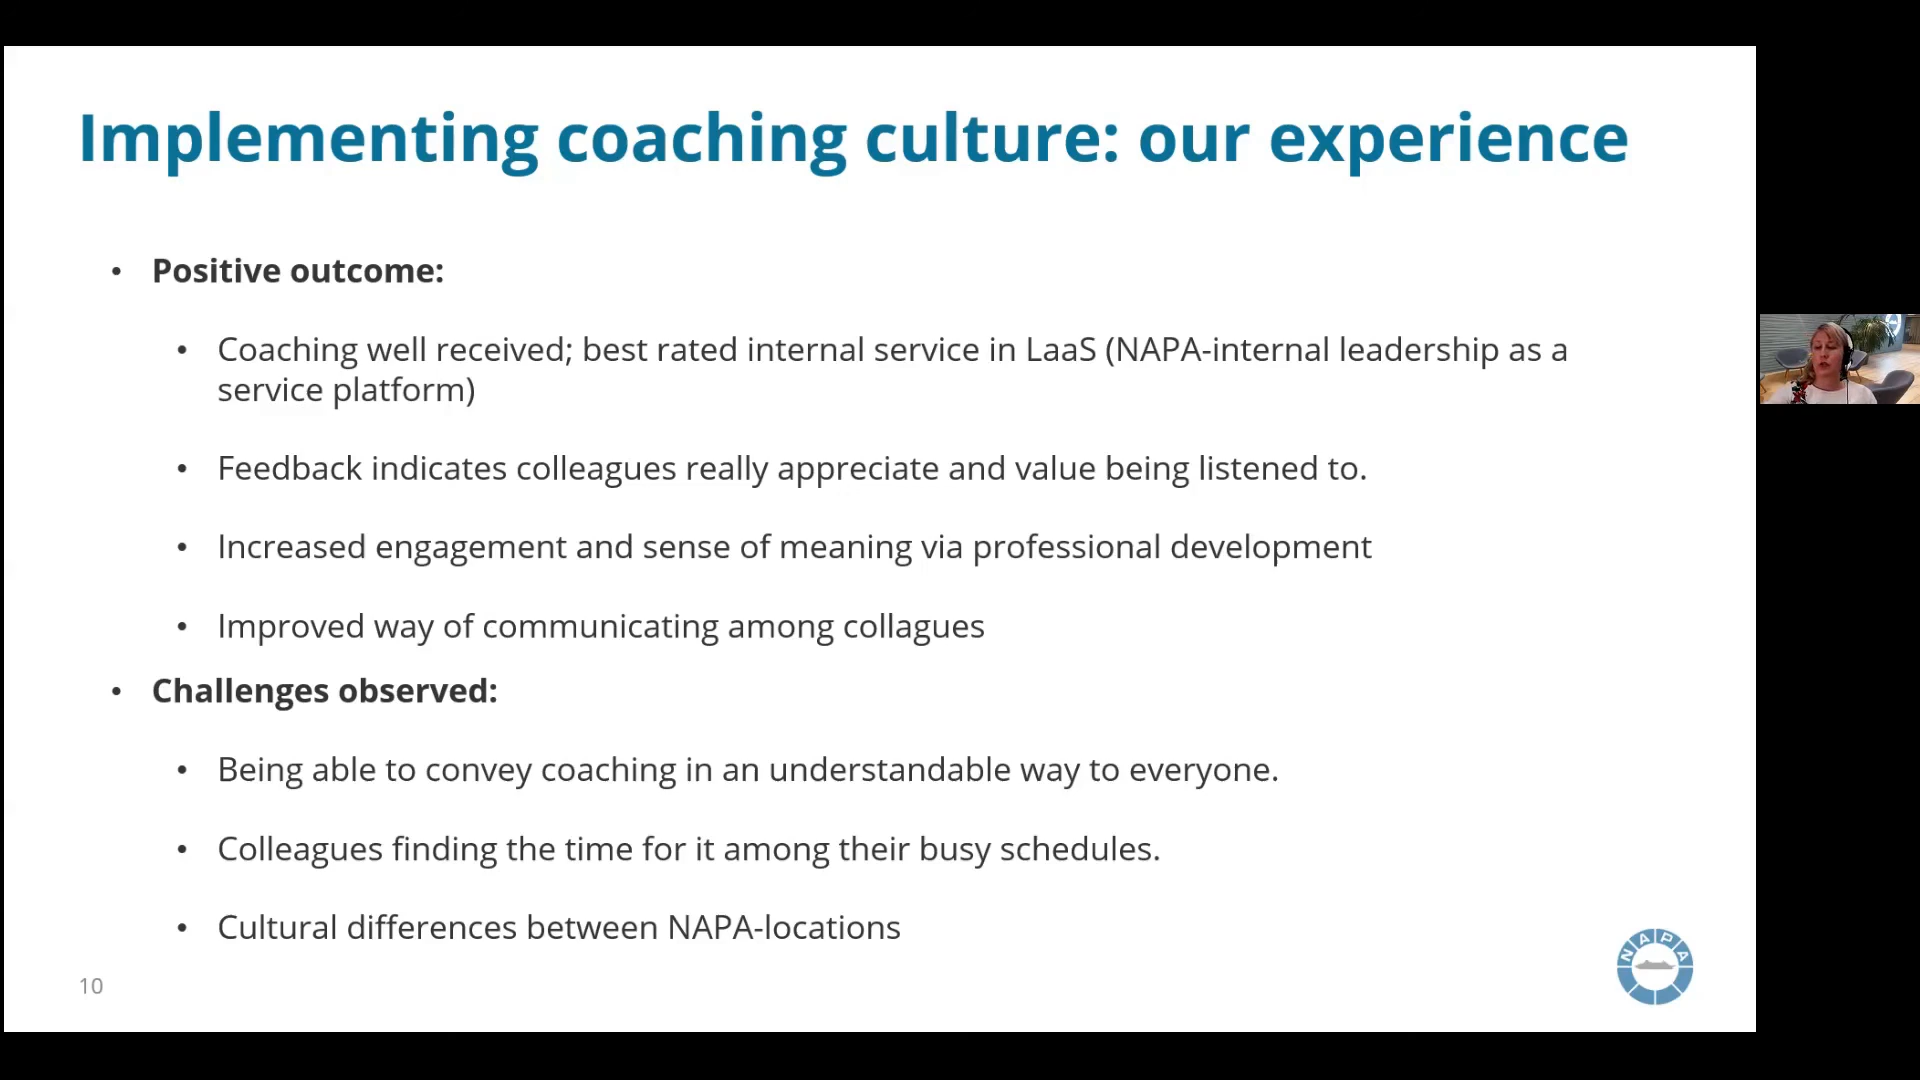 Implementing coaching culture: our experience
• Positive outcome:
• Coaching well received; best rated internal service in LaaS (NAPA-internal leadership as a
service platform)
• Feedback indicates colleagues really appreciate and value being listened to.
• Increased engagement and sense of meaning via professional development
• Improved way of communicating among collagues
• Challenges observed:
• Being able to convey coaching in an understandable way to everyone.
• Colleagues finding the time for it among their busy schedules.
• Cultural differences between NAPA-locations
10
NAPA